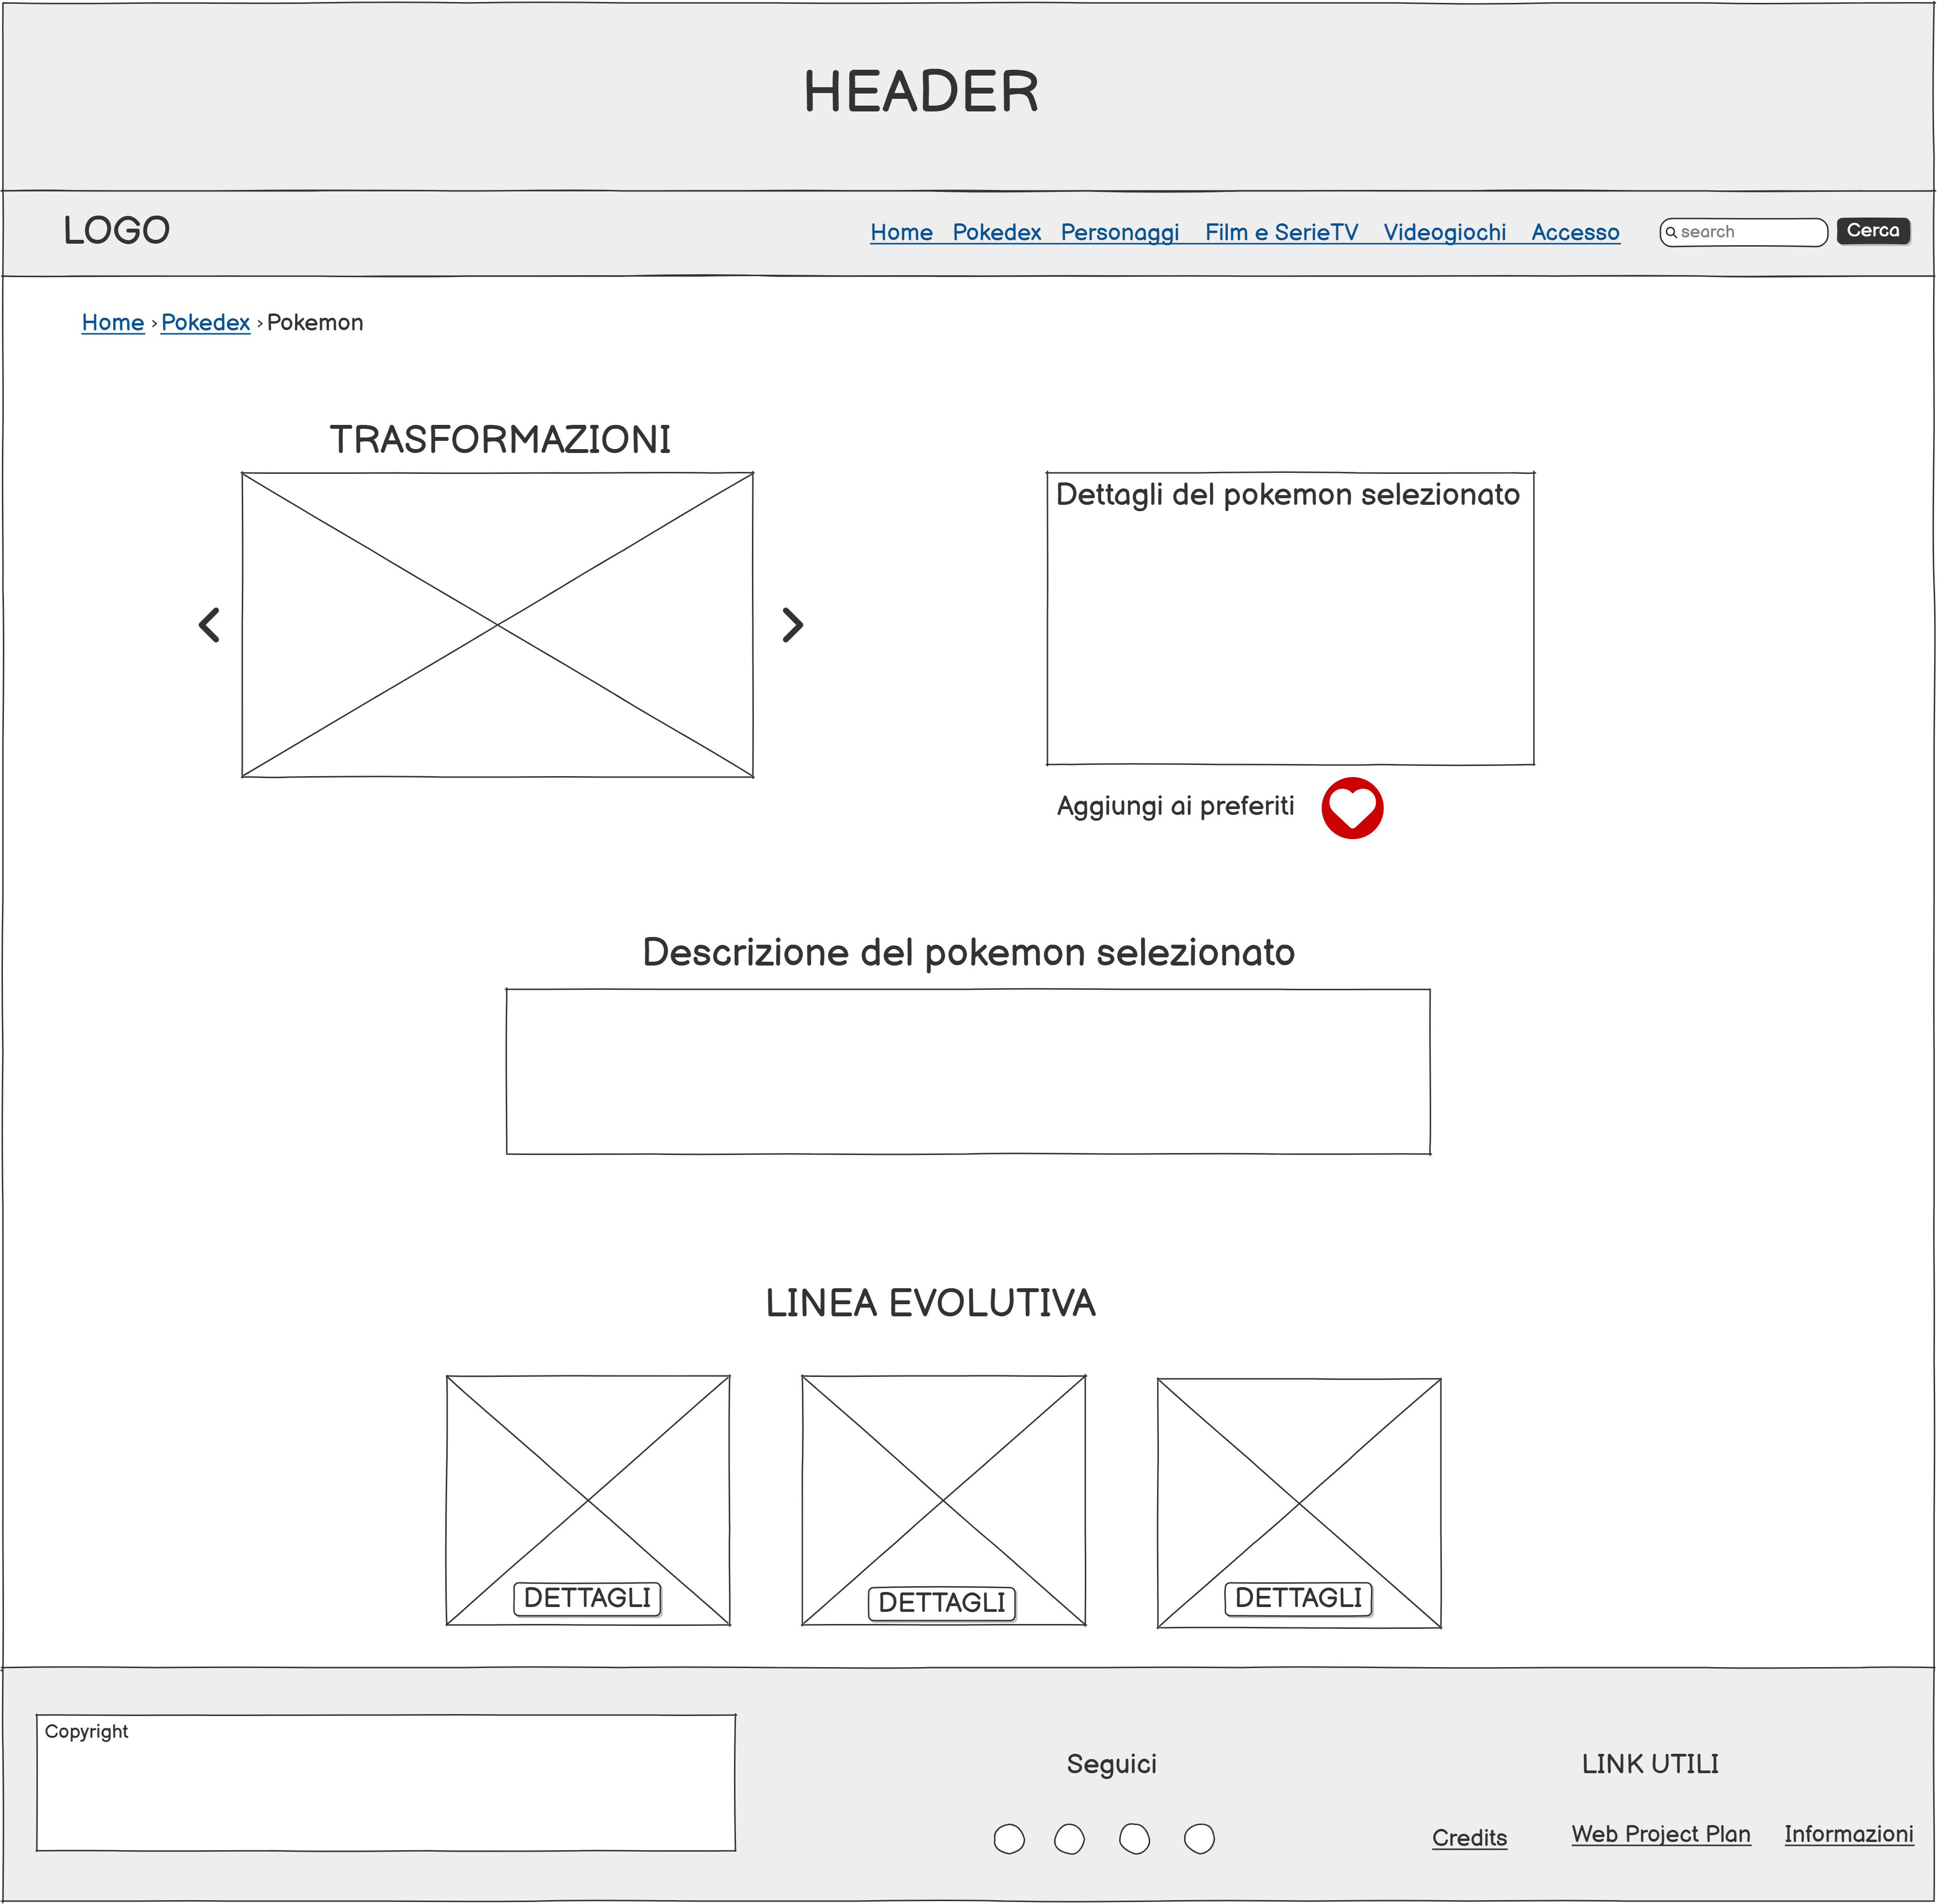 HEADER
LOGO
Home Pokedex Personaggi Film e SerieTV Videogiochi Accesso search Cerca
Home › Pokedex › Pokemon
TRASFORMAZIONI
Dettagli del pokemon selezionato
Aggiungi ai preferiti
Descrizione del pokemon selezionato
LINEA EVOLUTIVA
DETTAGLI
DETTAGLI
DETTAGLI
Copyright
Seguici
LINK UTILI
Credits
Web Project Plan
Informazioni